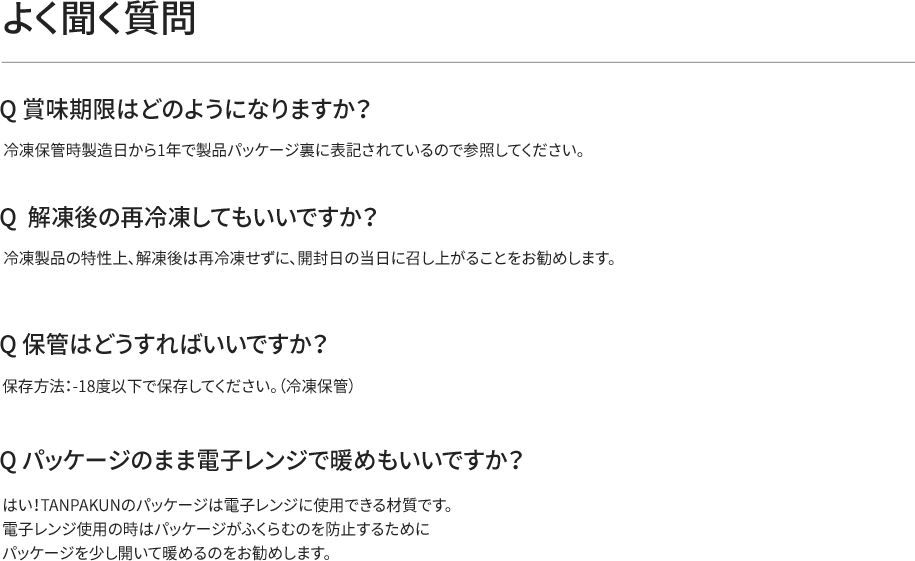 よく聞く質問
Q 賞味期限はどのようになりますか?
冷凍保管時製造日から1年で製品パッケージ裏に表記されているので参照してください。
Q 解凍後の再冷凍してもいいですか?
冷凍製品の特性上、解凍後は再冷凍せずに、開封日の当日に召し上がることをお勧めします。
Q 保管はどうすればいいですか?
保存方法:-18度以下で保存してください。(冷凍保管)
Q パッケージのまま電子レンジで暖めもいいですか?
はい!TANPAKUNのパッケージは電子レンジに使用できる材質です。
電子レンジ使用の時はパッケージがふくらむのを防止するために
パッケージを少し開いて暖めるのをお勧めします。